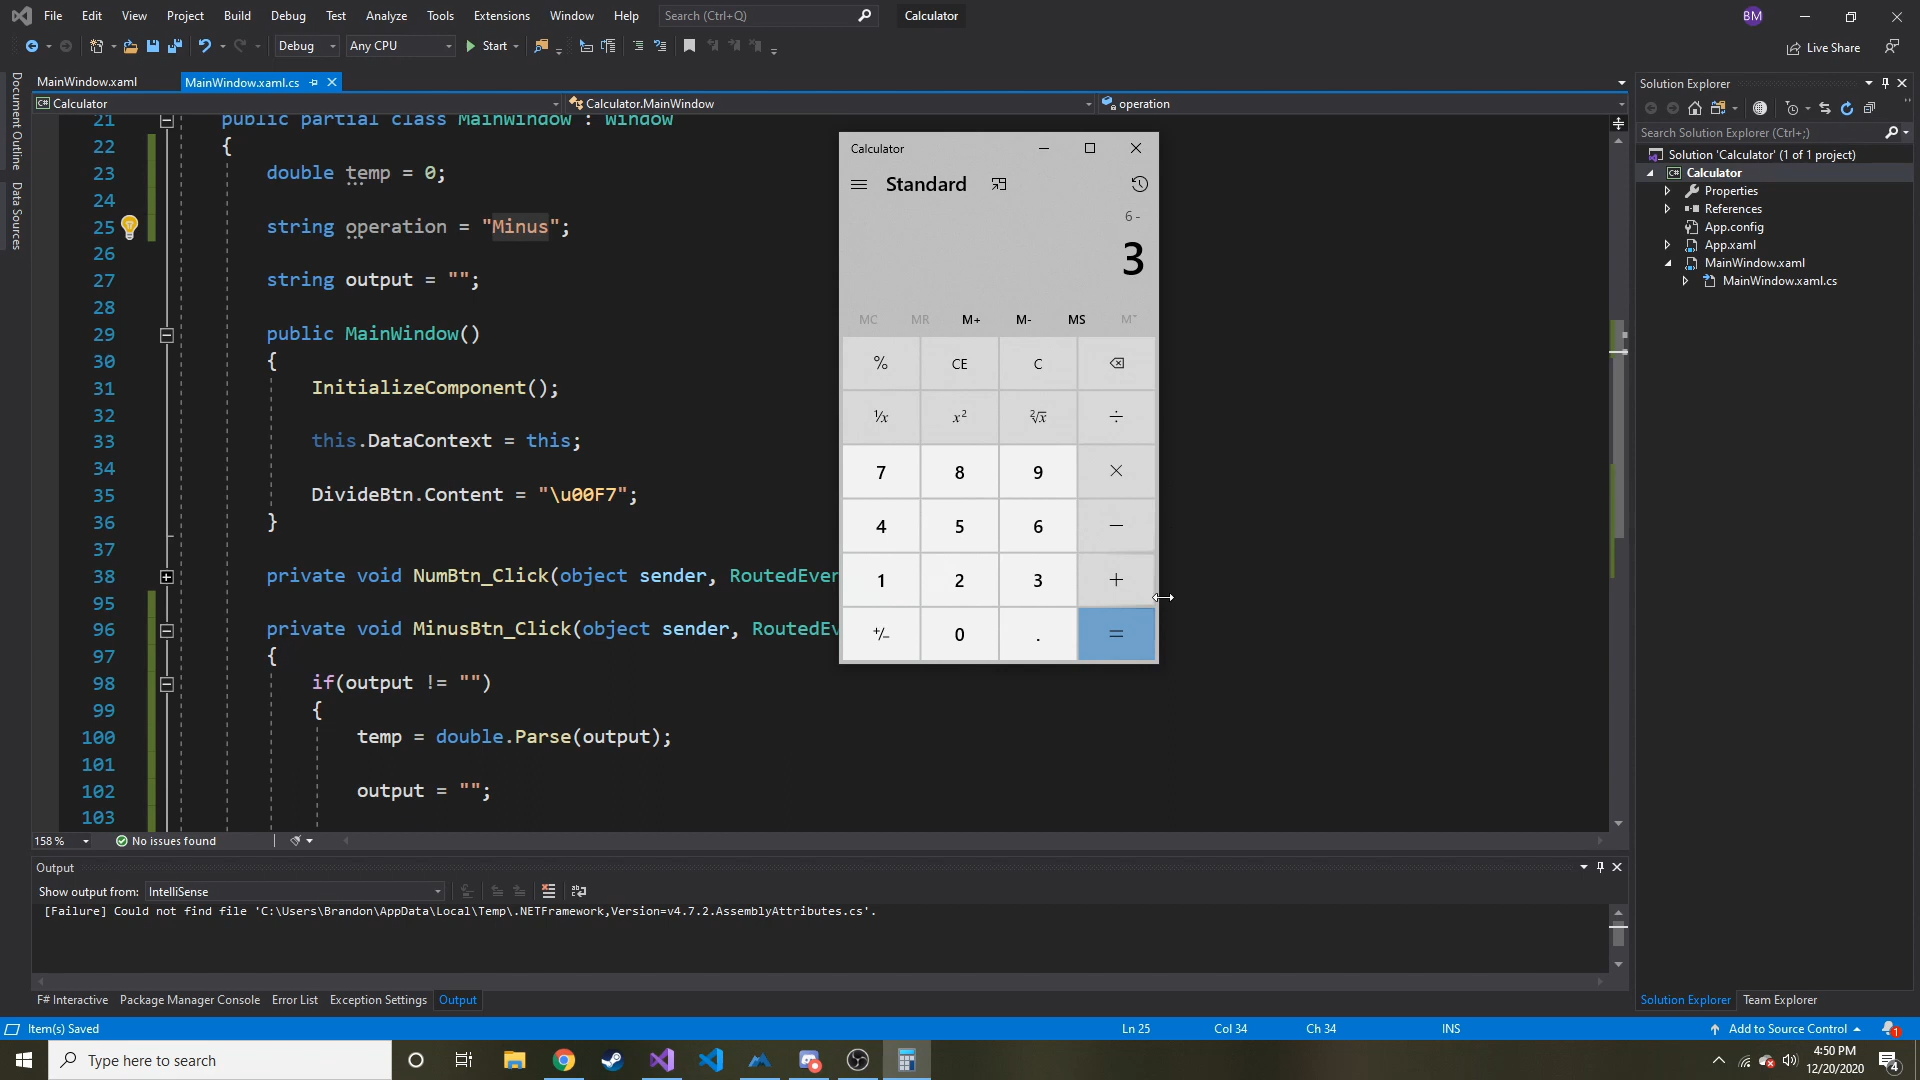 File Edit View Project Build Debug Test Analyze Tools Extensions Window Help Search (Ctrl+Q) Calculator BM
Debug Any CPU Start Live Share
MainWindow.xaml MainWindow.xaml.cs
Calculator Calculator.MainWindow operation
Document Outline
Data Sources
21 public partial class MainWindow : Window
22 {
23 double temp = 0;
24
25 string operation = "Minus";
26
27 string output = "";
28
29 public MainWindow()
30 {
31 InitializeComponent();
32
33 this.DataContext = this;
34
35 DivideBtn.Content = "\u00F7";
36 }
37
38 private void NumBtn_Click(object sender, RoutedEver
95
96 private void MinusBtn_Click(object sender, RoutedEv
97 {
98 if(output != "")
99 {
100 temp = double.Parse(output);
101
102 output = "";
103
158 % No issues found
Calculator
Standard
6 -
3
MC MR M+ M- MS M˅
% CE C ⌫
¹⁄x x² ²√x ÷
7 8 9 ×
4 5 6 −
1 2 3 +
+/− 0 . =
Solution Explorer
Search Solution Explorer (Ctrl+;)
Solution 'Calculator' (1 of 1 project)
C# Calculator
Properties
References
App.config
App.xaml
MainWindow.xaml
MainWindow.xaml.cs
Output
Show output from: IntelliSense
[Failure] Could not find file 'C:\Users\Brandon\AppData\Local\Temp\.NETFramework,Version=v4.7.2.AssemblyAttributes.cs'.
F# Interactive Package Manager Console Error List Exception Settings Output
Solution Explorer Team Explorer
Item(s) Saved Ln 25 Col 34 Ch 34 INS Add to Source Control 1
Type here to search
4:50 PM
12/20/2020
4